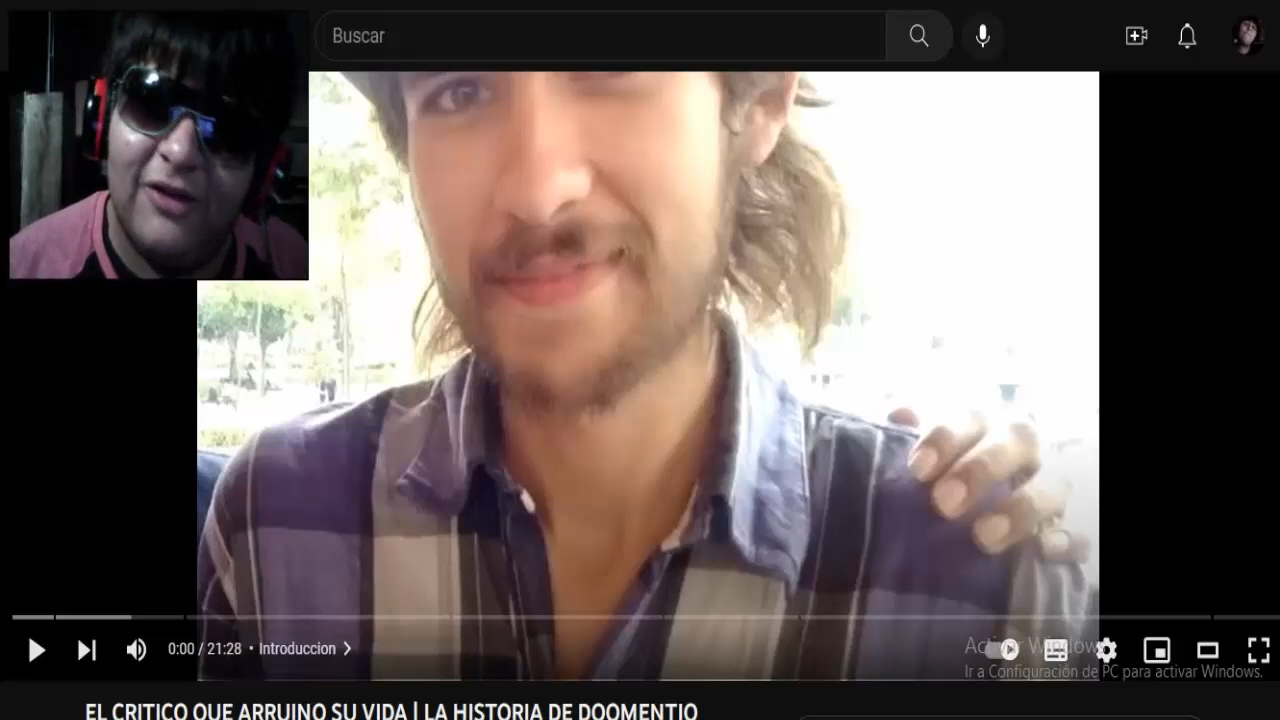 Buscar
0:00 / 21:28 • Introduccion
Activar Windows
Ir a Configuración de PC para activar Windows.
EL CRITICO QUE ARRUINO SU VIDA | LA HISTORIA DE DOOMENTIO